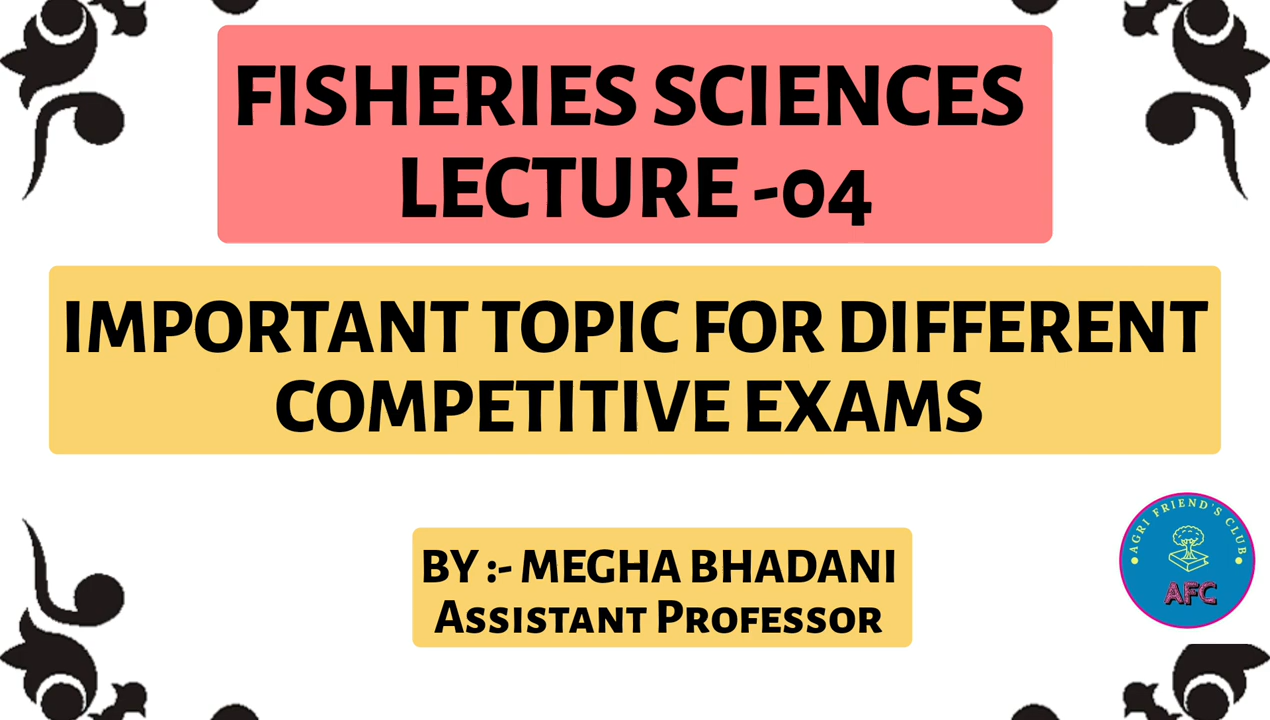 FISHERIES SCIENCES
LECTURE -04
IMPORTANT TOPIC FOR DIFFERENT
COMPETITIVE EXAMS
BY :- MEGHA BHADANI
Assistant Professor
AGRI FRIEND'S CLUB
AFC